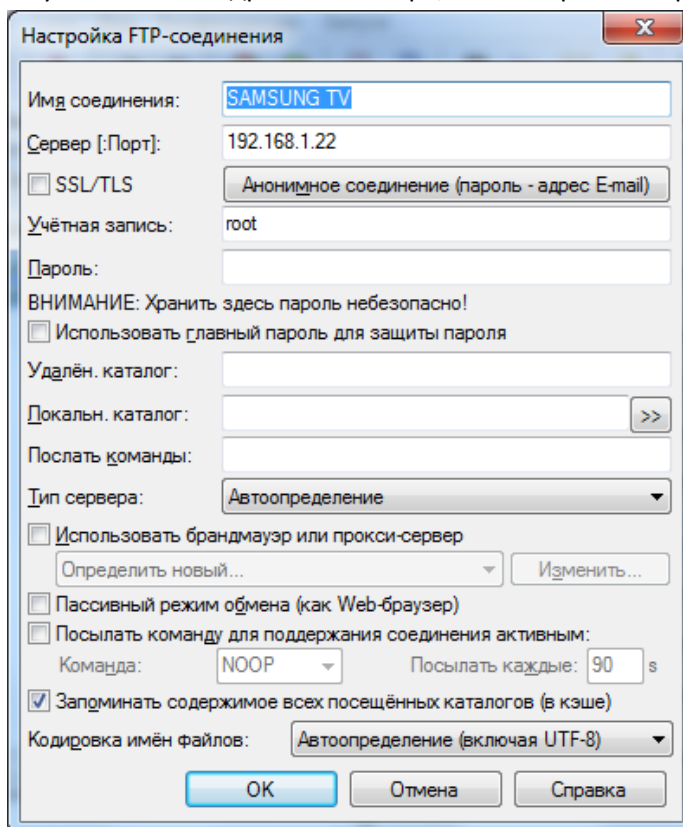 Настройка FTP-соединения
Имя соединения: SAMSUNG TV
Сервер [:Порт]: 192.168.1.22
SSL/TLS Анонимное соединение (пароль - адрес E-mail)
Учётная запись: root
Пароль:
ВНИМАНИЕ: Хранить здесь пароль небезопасно!
Использовать главный пароль для защиты пароля
Удалён. каталог:
Локальн. каталог: >>
Послать команды:
Тип сервера: Автоопределение
Использовать брандмауэр или прокси-сервер
Определить новый... Изменить...
Пассивный режим обмена (как Web-браузер)
Посылать команду для поддержания соединения активным:
Команда: NOOP Посылать каждые: 90 s
Запоминать содержимое всех посещённых каталогов (в кэше)
Кодировка имён файлов: Автоопределение (включая UTF-8)
OK Отмена Справка